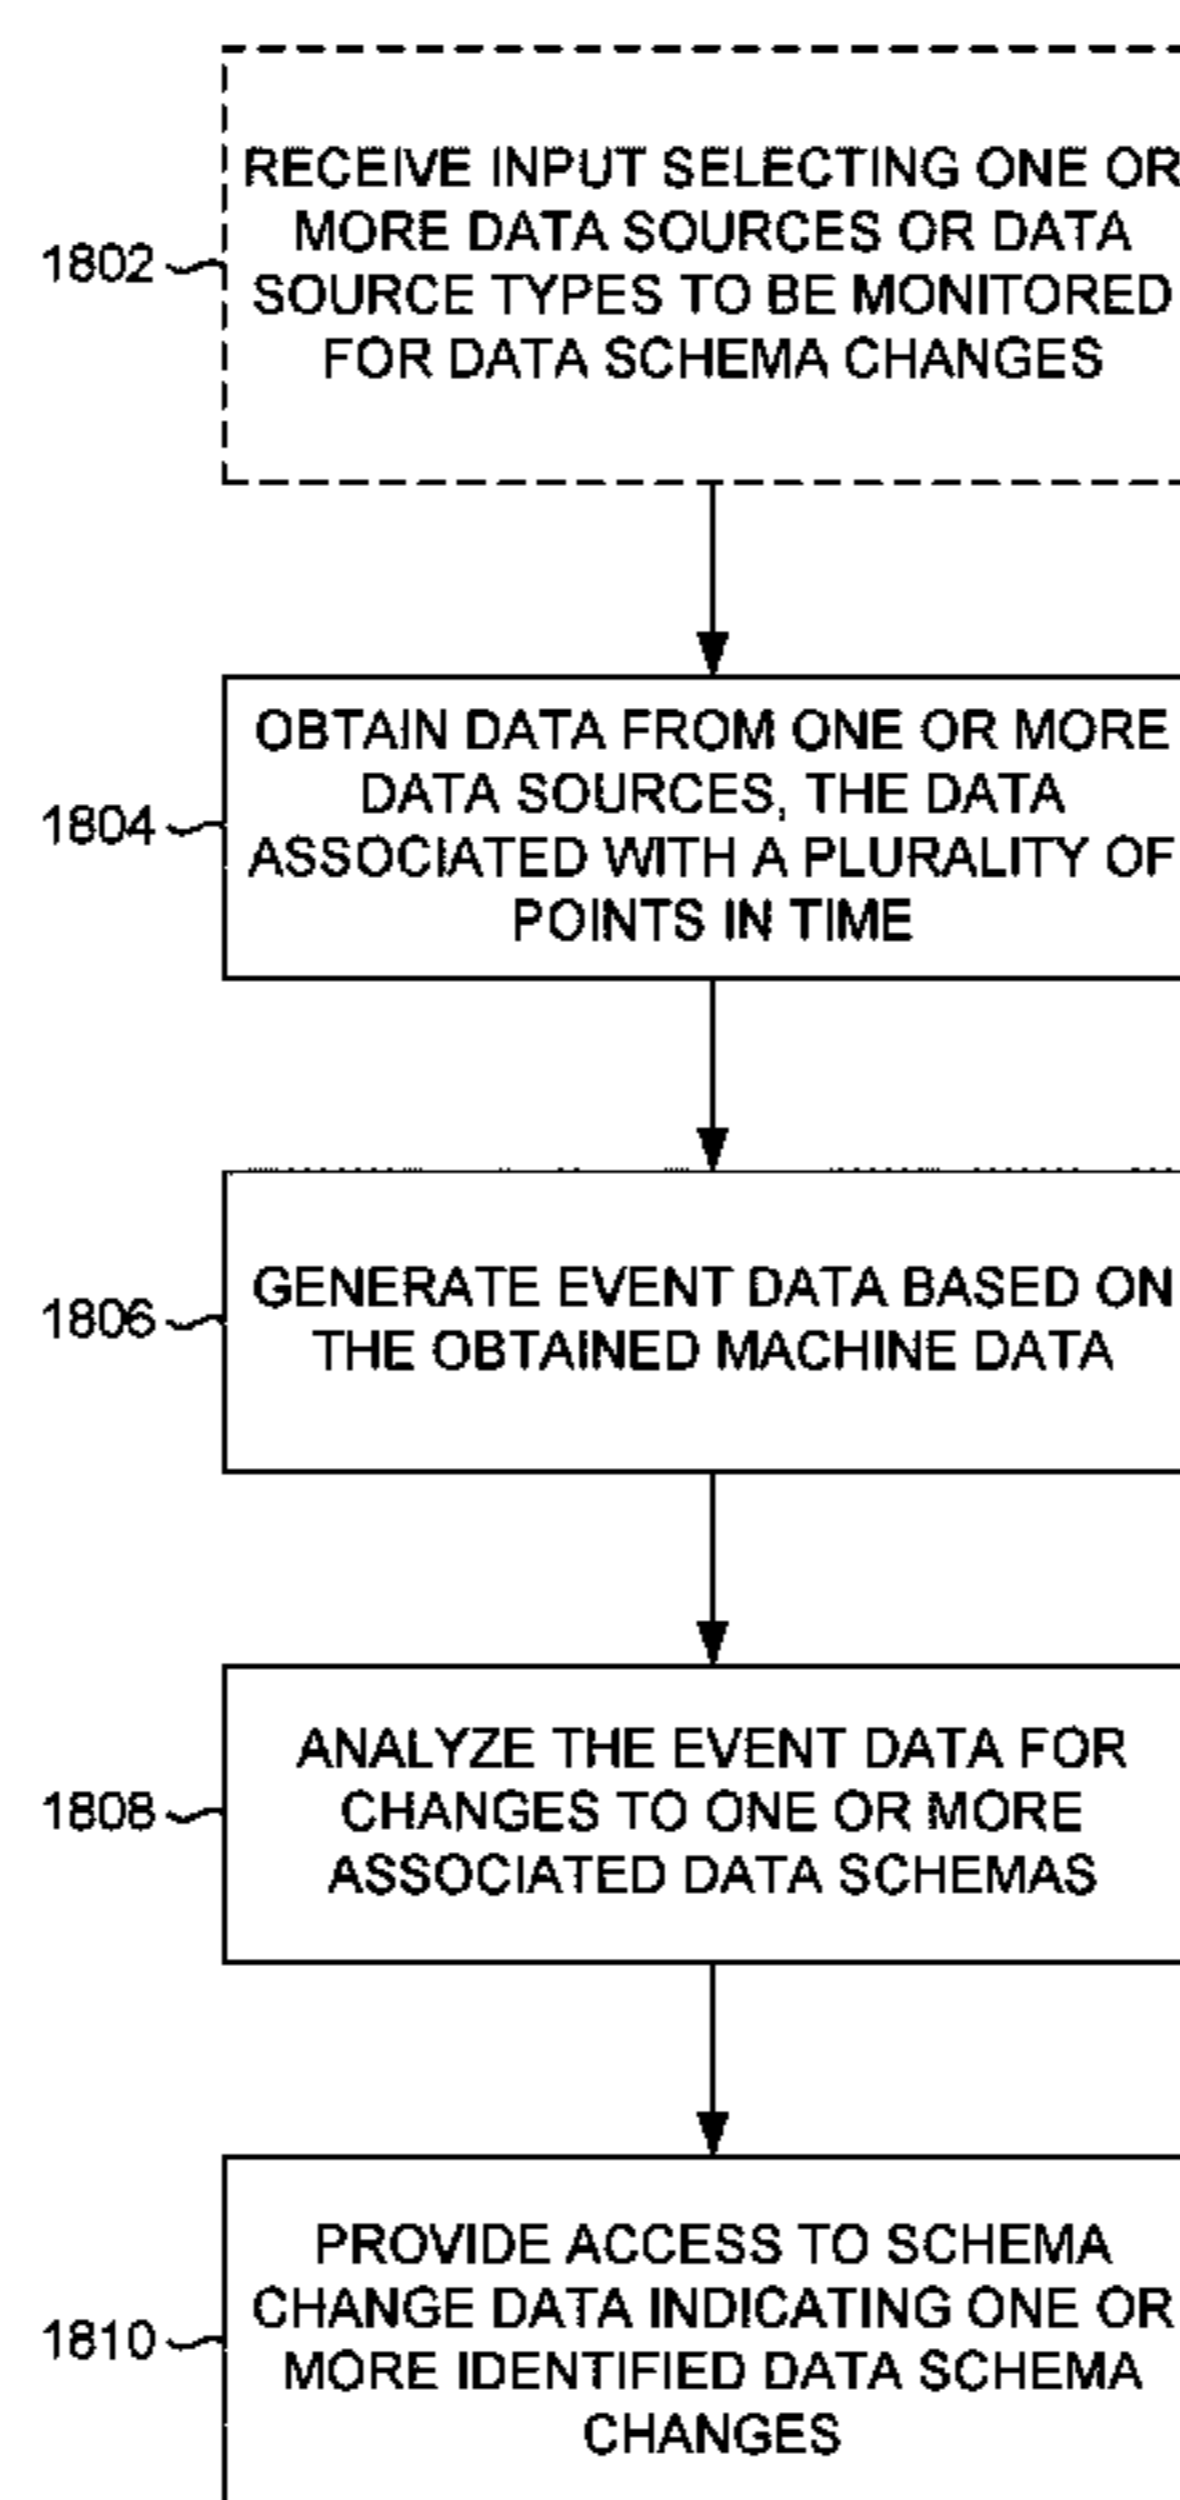 RECEIVE INPUT SELECTING ONE OR
MORE DATA SOURCES OR DATA
1802
SOURCE TYPES TO BE MONITORED
FOR DATA SCHEMA CHANGES
OBTAIN DATA FROM ONE OR MORE
DATA SOURCES, THE DATA
1804
ASSOCIATED WITH A PLURALITY OF
POINTS IN TIME
GENERATE EVENT DATA BASED ON
1806
THE OBTAINED MACHINE DATA
ANALYZE THE EVENT DATA FOR
1808
CHANGES TO ONE OR MORE
ASSOCIATED DATA SCHEMAS
PROVIDE ACCESS TO SCHEMA
CHANGE DATA INDICATING ONE OR
1810
MORE IDENTIFIED DATA SCHEMA
CHANGES